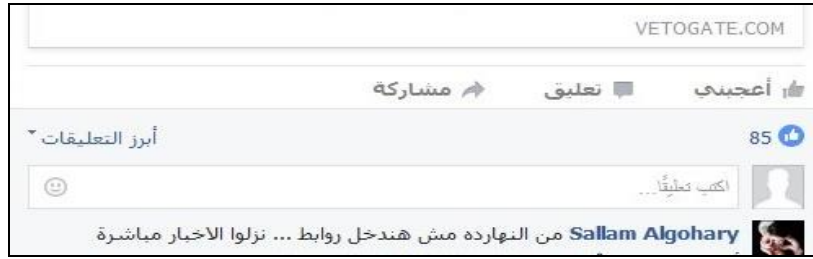 VETOGATE.COM
أعجبني تعليق مشاركة
85 أبرز التعليقات
اكتب تعليقًا...
Sallam Algohary من النهارده مش هندخل روابط ... نزلوا الاخبار مباشرة